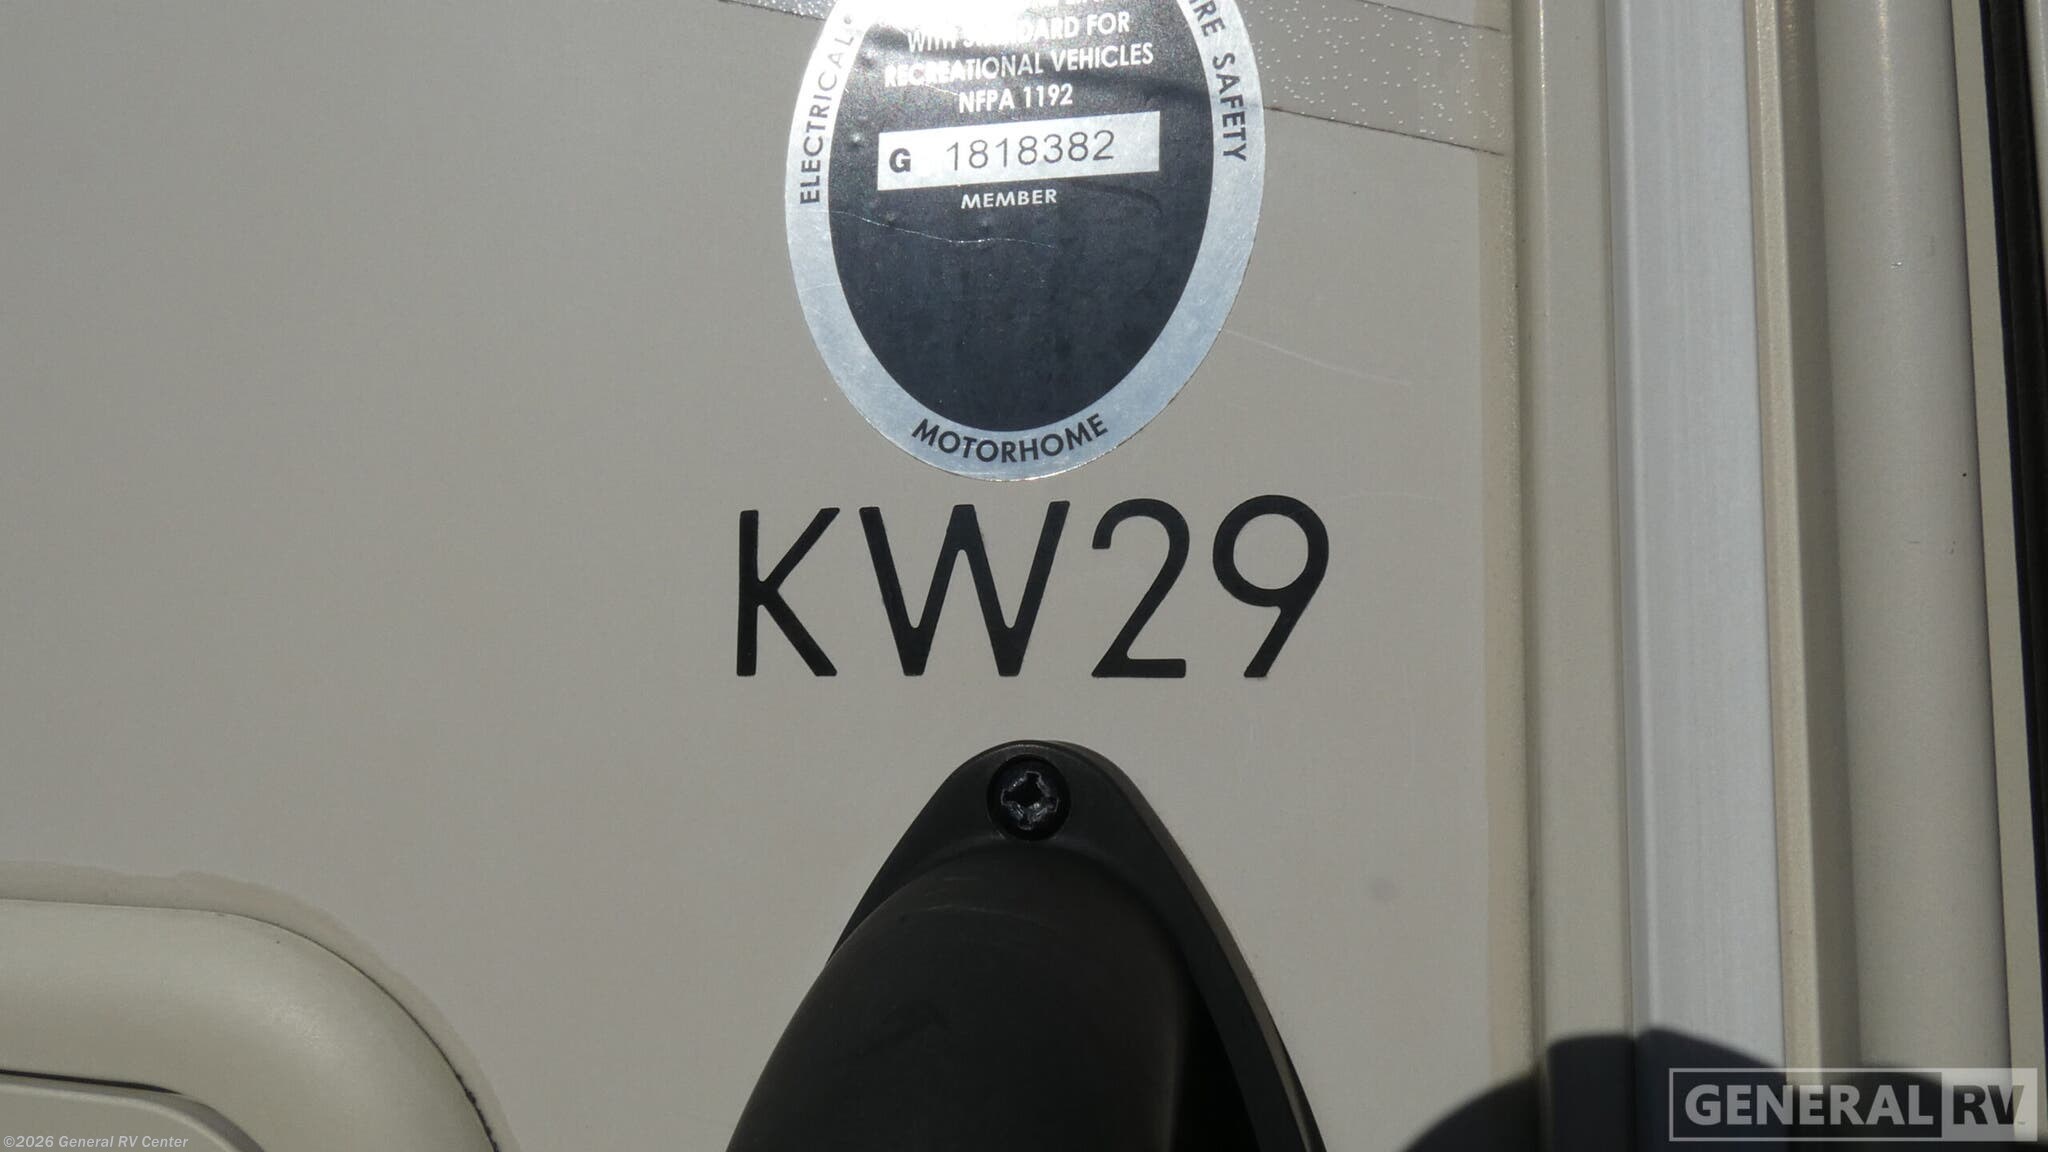 WITH STANDARD FOR
RECREATIONAL VEHICLES
NFPA 1192
G 1818382
MEMBER
ELECTRICAL
SAFETY
MOTORHOME
KW29
GENERAL RV
©2026 General RV Center